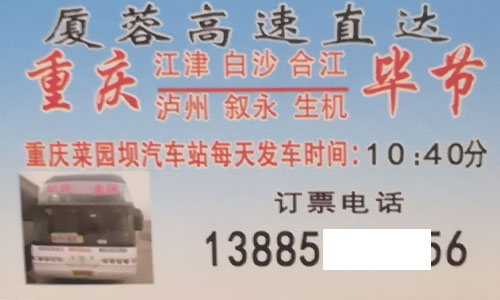 厦蓉高速直达
重庆 江津 白沙 合江 毕节
泸州 叙永 生机
重庆菜园坝汽车站每天发车时间:10:40分
订票电话
13885 56
重庆